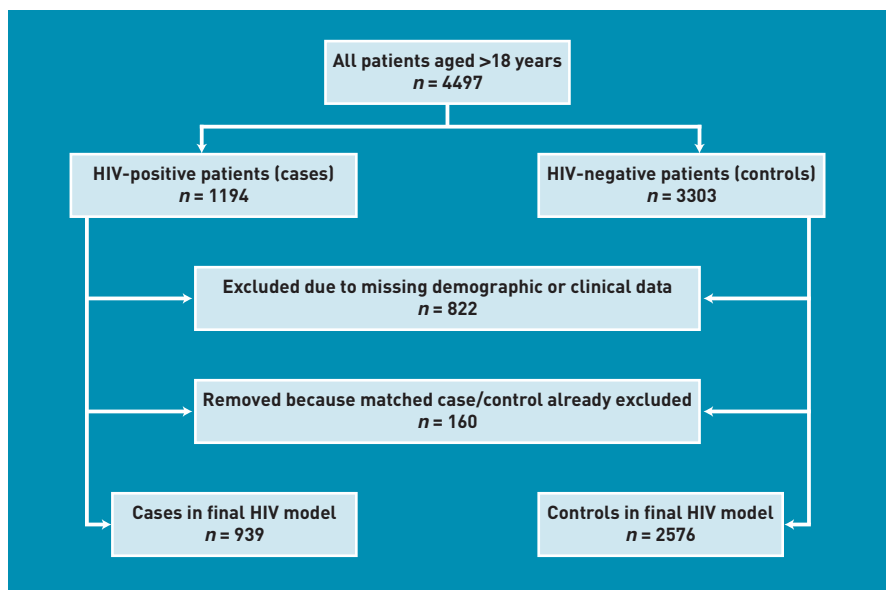 All patients aged >18 years
n = 4497
HIV-positive patients (cases)
n = 1194
HIV-negative patients (controls)
n = 3303
Excluded due to missing demographic or clinical data
n = 822
Removed because matched case/control already excluded
n = 160
Cases in final HIV model
n = 939
Controls in final HIV model
n = 2576